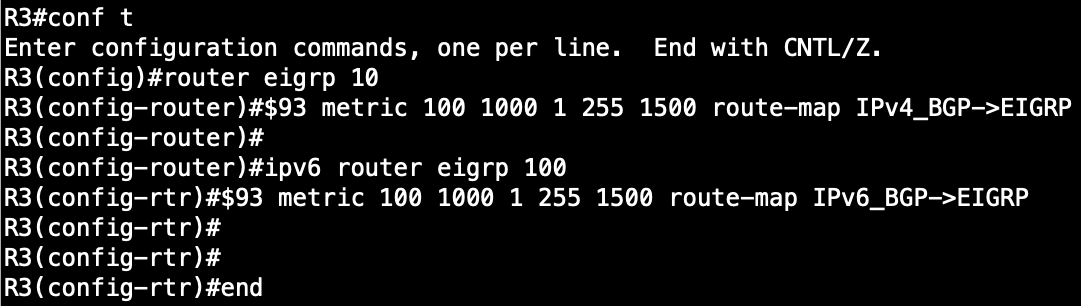 R3#conf t
Enter configuration commands, one per line.  End with CNTL/Z.
R3(config)#router eigrp 10
R3(config-router)#$93 metric 100 1000 1 255 1500 route-map IPv4_BGP->EIGRP
R3(config-router)#
R3(config-router)#ipv6 router eigrp 100
R3(config-rtr)#$93 metric 100 1000 1 255 1500 route-map IPv6_BGP->EIGRP
R3(config-rtr)#
R3(config-rtr)#
R3(config-rtr)#end